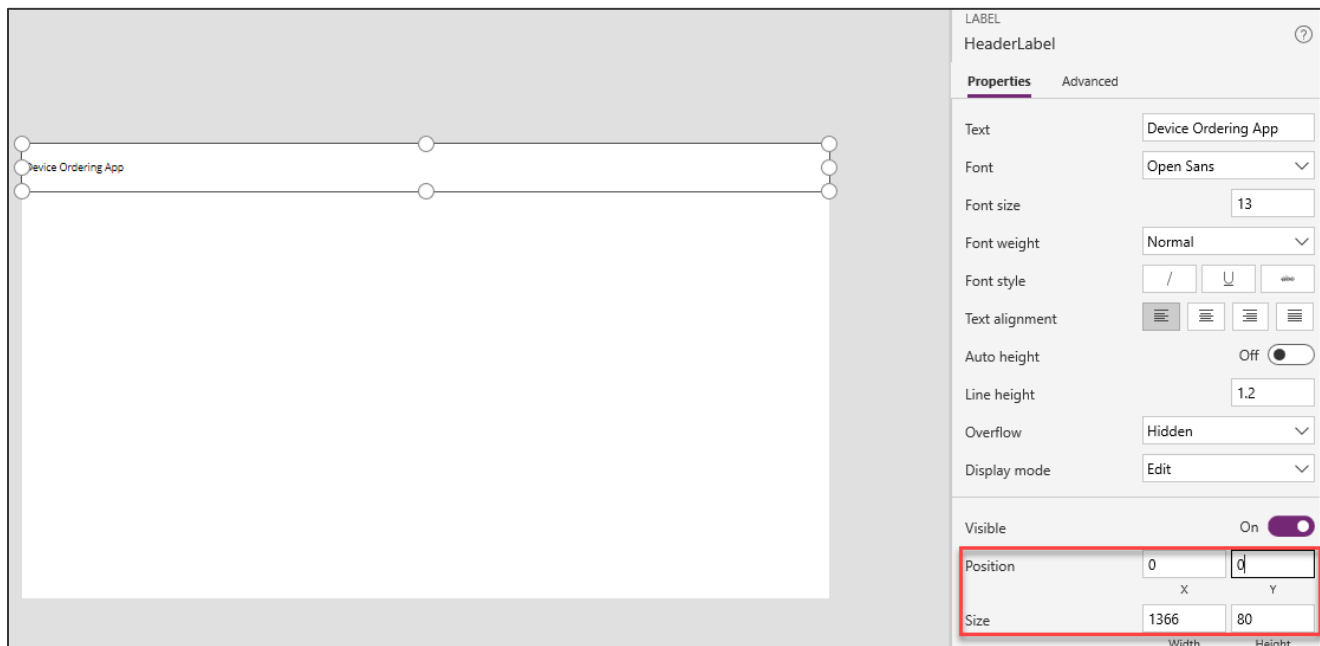 LABEL
HeaderLabel
Properties Advanced
Device Ordering App
Text Device Ordering App
Font Open Sans
Font size 13
Font weight Normal
Font style / U abc
Text alignment
Auto height Off
Line height 1.2
Overflow Hidden
Display mode Edit
Visible On
Position 0 0
X Y
Size 1366 80
Width Height